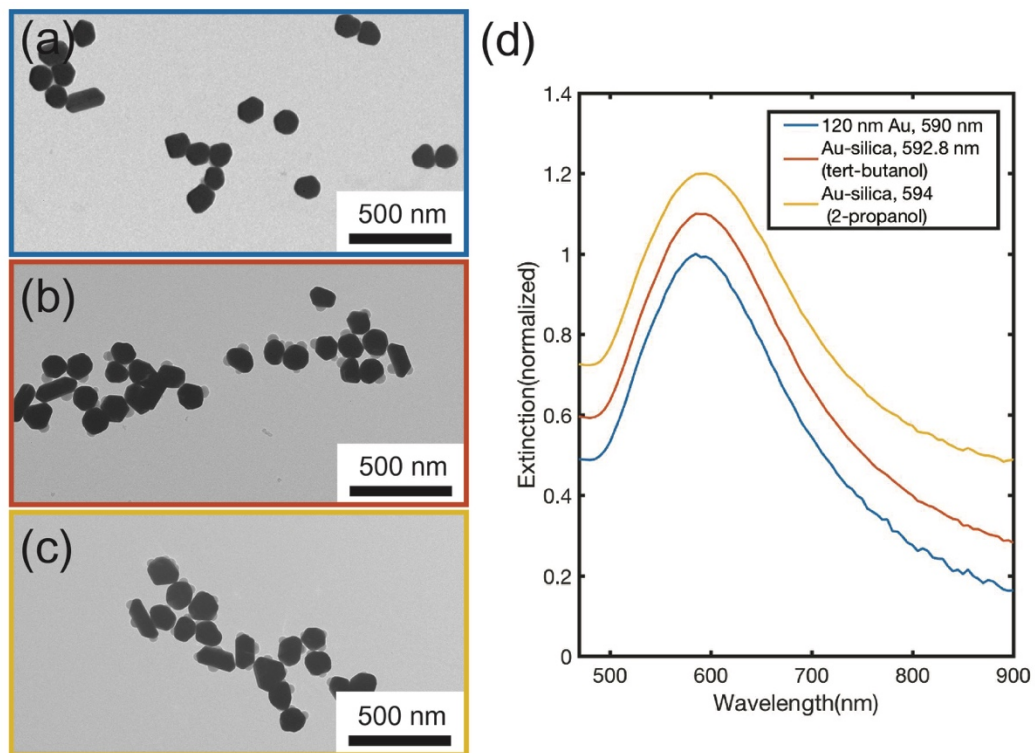 (a)
500 nm
(b)
500 nm
(c)
500 nm
(d)
Extinction(normalized)
1.4
1.2
1
0.8
0.6
0.4
0.2
0
500
600
700
800
900
Wavelength(nm)
120 nm Au, 590 nm
Au-silica, 592.8 nm
(tert-butanol)
Au-silica, 594
(2-propanol)